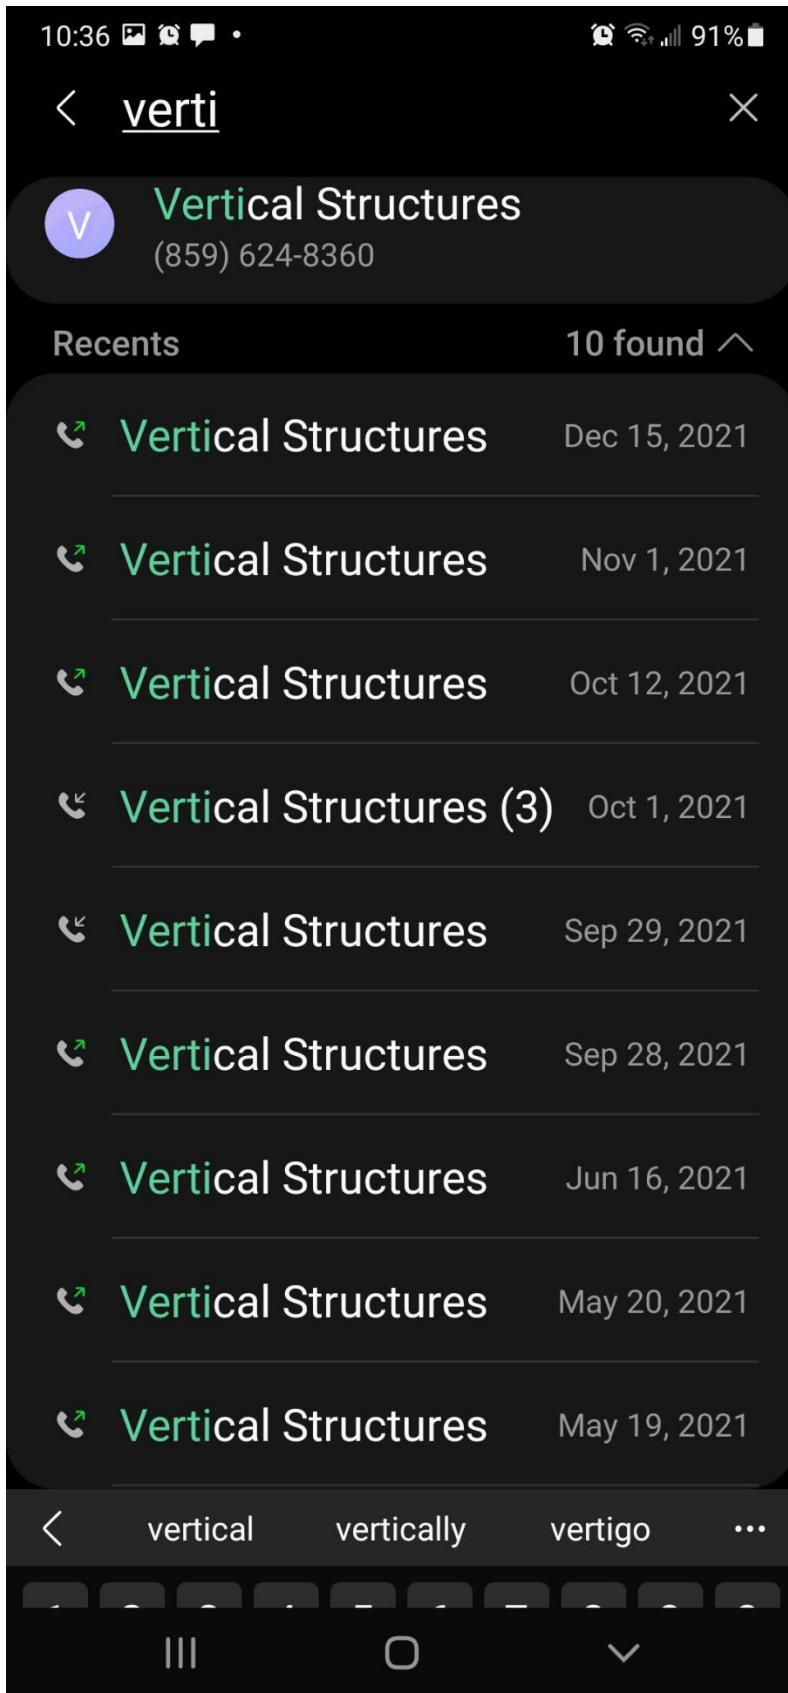 10:36 91%
verti
V
Vertical Structures
(859) 624-8360
Recents 10 found
Vertical Structures Dec 15, 2021
Vertical Structures Nov 1, 2021
Vertical Structures Oct 12, 2021
Vertical Structures (3) Oct 1, 2021
Vertical Structures Sep 29, 2021
Vertical Structures Sep 28, 2021
Vertical Structures Jun 16, 2021
Vertical Structures May 20, 2021
Vertical Structures May 19, 2021
vertical vertically vertigo